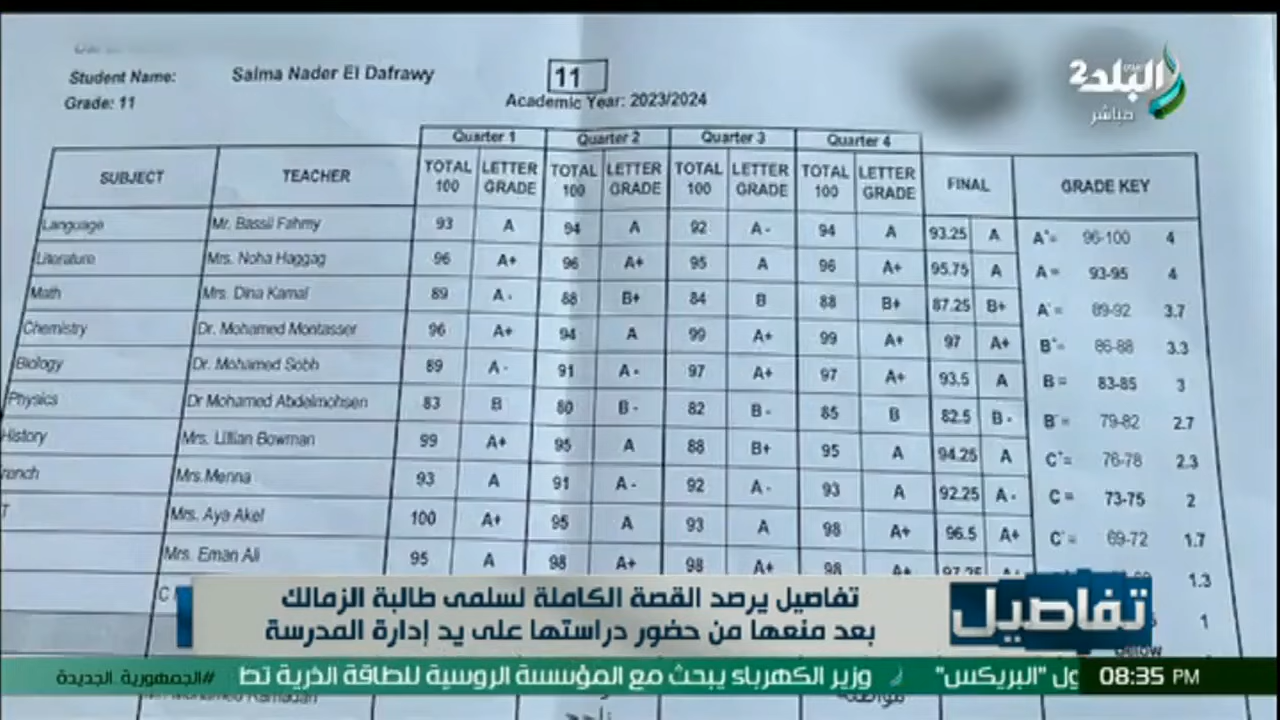 البلد 2
مباشر
Student Name: Salma Nader El Dafrawy 11
Grade: 11 Academic Year: 2023/2024
Quarter 1 Quarter 2 Quarter 3 Quarter 4
SUBJECT TEACHER TOTAL 100 LETTER GRADE TOTAL 100 LETTER GRADE TOTAL 100 LETTER GRADE TOTAL 100 LETTER GRADE FINAL GRADE KEY
Language Mr. Bassil Fahmy 93 A 94 A 92 A- 94 A 93.25 A A+= 96-100 4
Literature Mrs. Noha Haggag 96 A+ 96 A+ 95 A 96 A+ 95.75 A A= 93-95 4
Math Mrs. Dina Kamal 89 A- 88 B+ 84 B 88 B+ 87.25 B+ A-= 89-92 3.7
Chemistry Dr. Mohamed Montasser 96 A+ 94 A 99 A+ 99 A+ 97 A+ B+= 86-88 3.3
Biology Dr. Mohamed Sobh 89 A- 91 A- 97 A+ 97 A+ 93.5 A B= 83-85 3
Physics Dr Mohamed Abdelmohsen 83 B 80 B- 82 B- 85 B 82.5 B- B-= 79-82 2.7
History Mrs. Lillian Bowman 99 A+ 95 A 88 B+ 95 A 94.25 A C+= 76-78 2.3
rench Mrs.Menna 93 A 91 A- 92 A- 93 A 92.25 A- C= 73-75 2
T Mrs. Aya Akel 100 A+ 95 A 93 A 98 A+ 96.5 A+ C-= 69-72 1.7
Mrs. Eman Ali 95 A 98 A+ 98 A+ 98 A+ 97.25 1.3
1
تفاصيل
تفاصيل يرصد القصة الكاملة لسلمى طالبة الزمالك
بعد منعها من حضور دراستها على يد إدارة المدرسة
08:35 PM ول "البريكس" وزير الكهرباء يبحث مع المؤسسة الروسية للطاقة الذرية تط #الجمهورية_الجديدة
ناجح